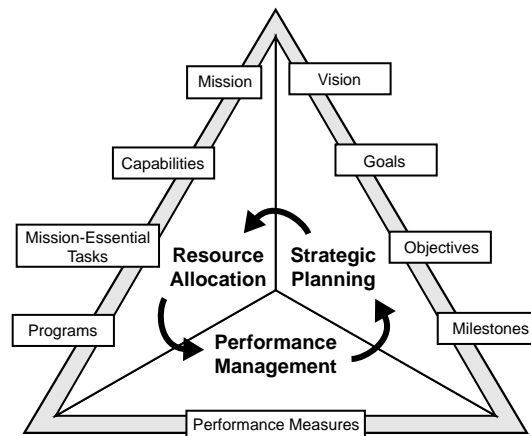 Mission
Vision
Capabilities
Goals
Mission-Essential
Tasks
Resource
Allocation
Strategic
Planning
Objectives
Programs
Performance
Management
Milestones
Performance Measures